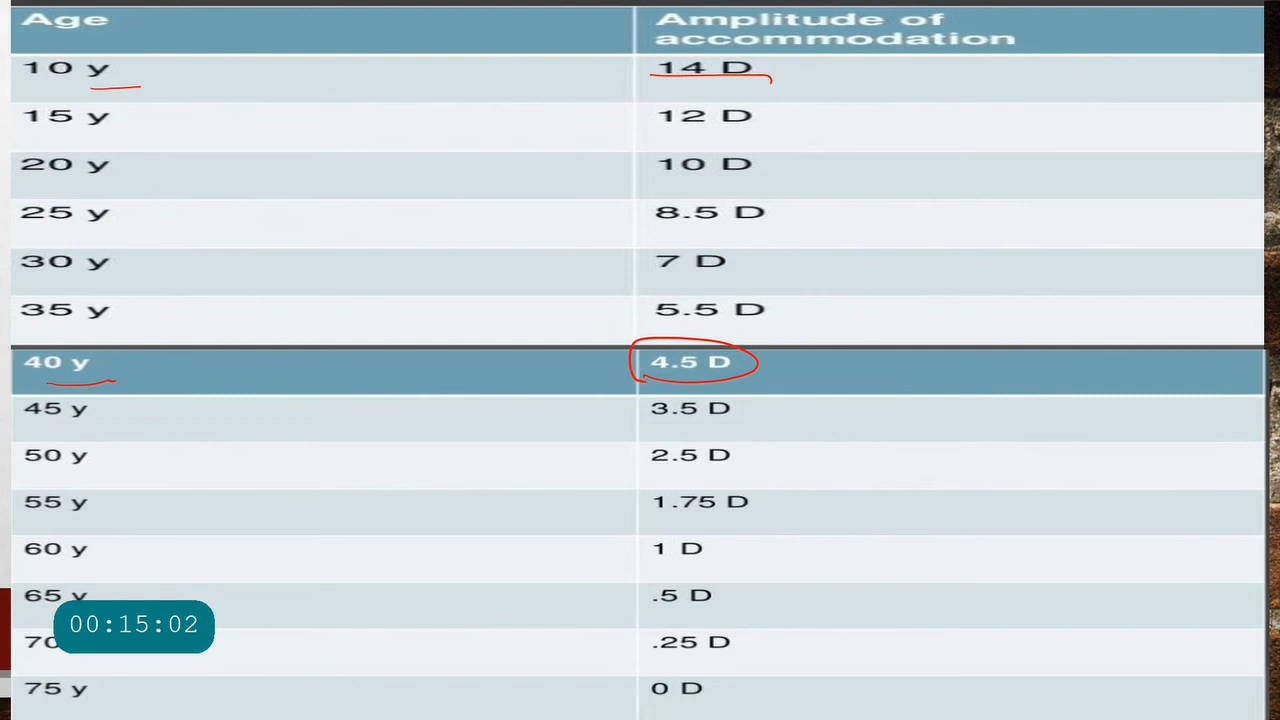 Age Amplitude of
accommodation
10 y 14 D
15 y 12 D
20 y 10 D
25 y 8.5 D
30 y 7 D
35 y 5.5 D
40 y 4.5 D
45 y 3.5 D
50 y 2.5 D
55 y 1.75 D
60 y 1 D
65 y .5 D
70 .25 D
75 y 0 D
00:15:02